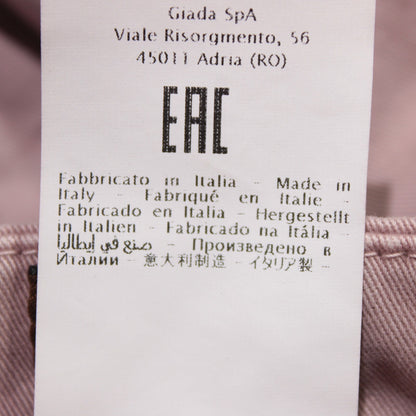 Giada SpA
Viale Risorgmento, 56
45011 Adria (RO)
EAC
Fabbricato in Italia - Made in
Italy - Fabriqué en Italie -
Fabricado en Italia - Hergestellt
in Italien - Fabricado na Itália -
صنع في إيطاليا - Произведено в
Италии - 意大利制造 - イタリア製 -